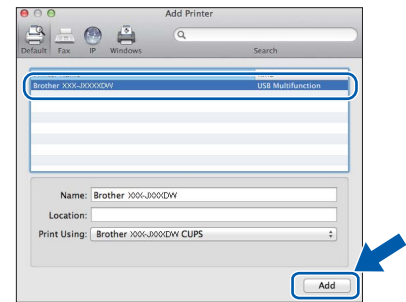 Add Printer
Default Fax IP Windows Search
Brother XXX-JXXXXDW USB Multifunction
Name: Brother XXX-JXXXDW
Location:
Print Using: Brother XXX-JXXXDW CUPS
Add